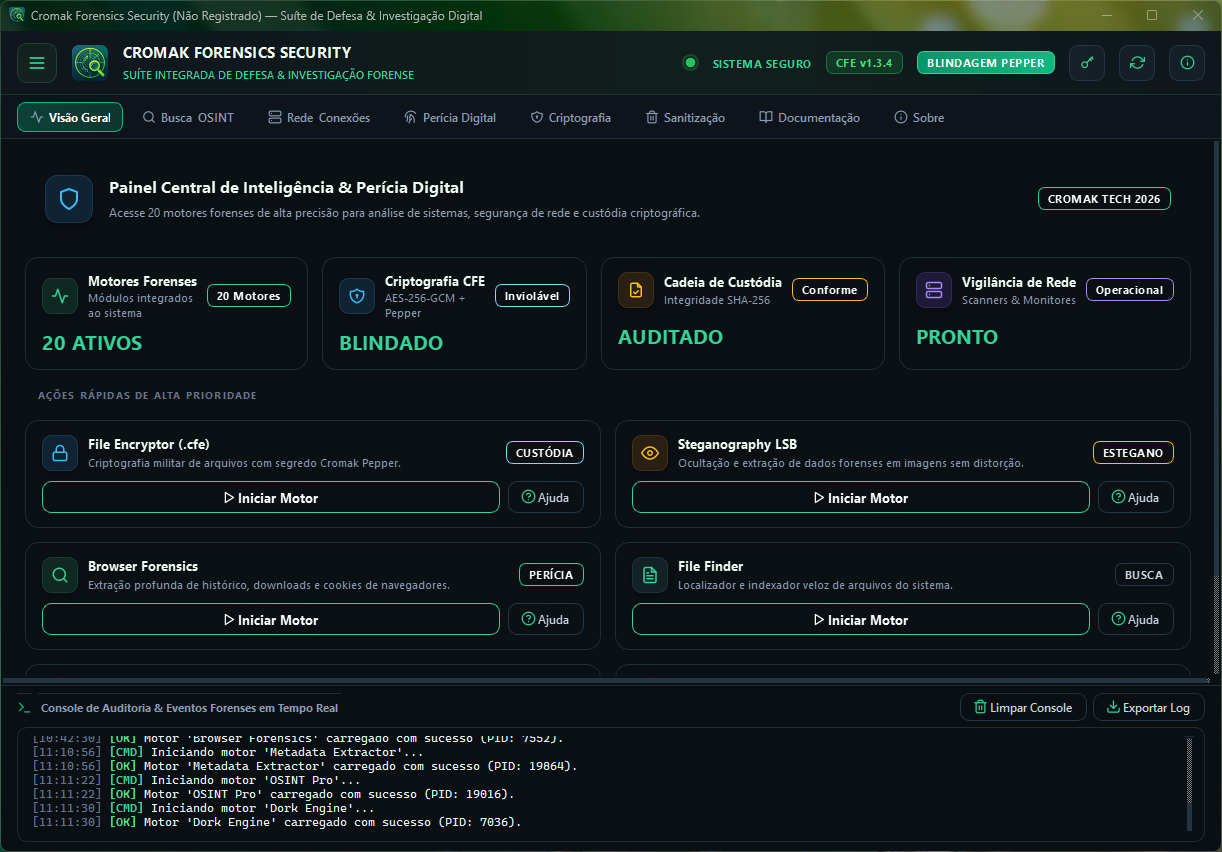 Cromak Forensics Security (Não Registrado) — Suíte de Defesa & Investigação Digital
CROMAK FORENSICS SECURITY
SUÍTE INTEGRADA DE DEFESA & INVESTIGAÇÃO FORENSE
SISTEMA SEGURO
CFE v1.3.4
BLINDAGEM PEPPER
Visão Geral
Busca OSINT
Rede Conexões
Perícia Digital
Criptografia
Sanitização
Documentação
Sobre
Painel Central de Inteligência & Perícia Digital
Acesse 20 motores forenses de alta precisão para análise de sistemas, segurança de rede e custódia criptográfica.
CROMAK TECH 2026
Motores Forenses
Módulos integrados
ao sistema
20 Motores
20 ATIVOS
Criptografia CFE
AES-256-GCM +
Pepper
Inviolável
BLINDADO
Cadeia de Custódia
Integridade SHA-256
Conforme
AUDITADO
Vigilância de Rede
Scanners & Monitores
Operacional
PRONTO
AÇÕES RÁPIDAS DE ALTA PRIORIDADE
File Encryptor (.cfe)
Criptografia militar de arquivos com segredo Cromak Pepper.
CUSTÓDIA
Iniciar Motor
Ajuda
Steganography LSB
Ocultação e extração de dados forenses em imagens sem distorção.
ESTEGANO
Iniciar Motor
Ajuda
Browser Forensics
Extração profunda de histórico, downloads e cookies de navegadores.
PERÍCIA
Iniciar Motor
Ajuda
File Finder
Localizador e indexador veloz de arquivos do sistema.
BUSCA
Iniciar Motor
Ajuda
Console de Auditoria & Eventos Forenses em Tempo Real
Limpar Console
Exportar Log
[10:42:30] [OK] Motor 'Browser Forensics' carregado com sucesso (PID: 7552).
[11:10:56] [CMD] Iniciando motor 'Metadata Extractor'...
[11:10:56] [OK] Motor 'Metadata Extractor' carregado com sucesso (PID: 19864).
[11:11:22] [CMD] Iniciando motor 'OSINT Pro'...
[11:11:22] [OK] Motor 'OSINT Pro' carregado com sucesso (PID: 19016).
[11:11:30] [CMD] Iniciando motor 'Dork Engine'...
[11:11:30] [OK] Motor 'Dork Engine' carregado com sucesso (PID: 7036).